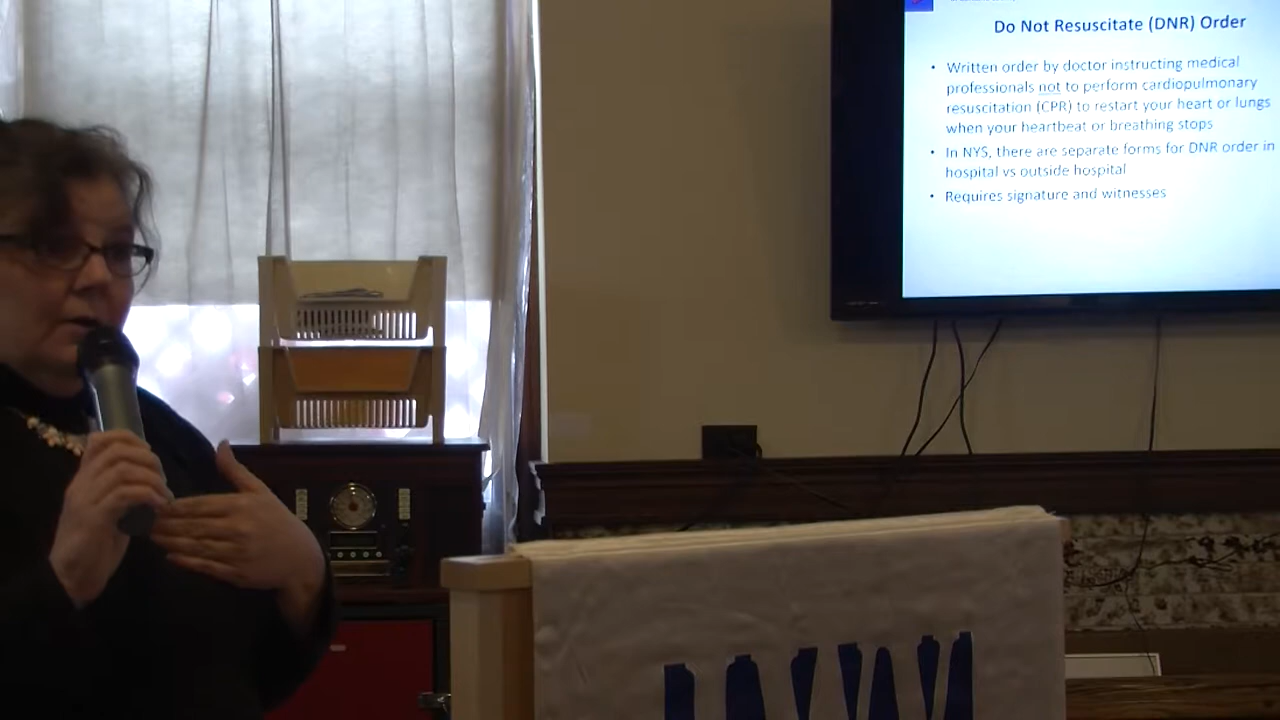 Do Not Resuscitate (DNR) Order
• Written order by doctor instructing medical
professionals not to perform cardiopulmonary
resuscitation (CPR) to restart your heart or lungs
when your heartbeat or breathing stops
• In NYS, there are separate forms for DNR order in
hospital vs outside hospital
• Requires signature and witnesses